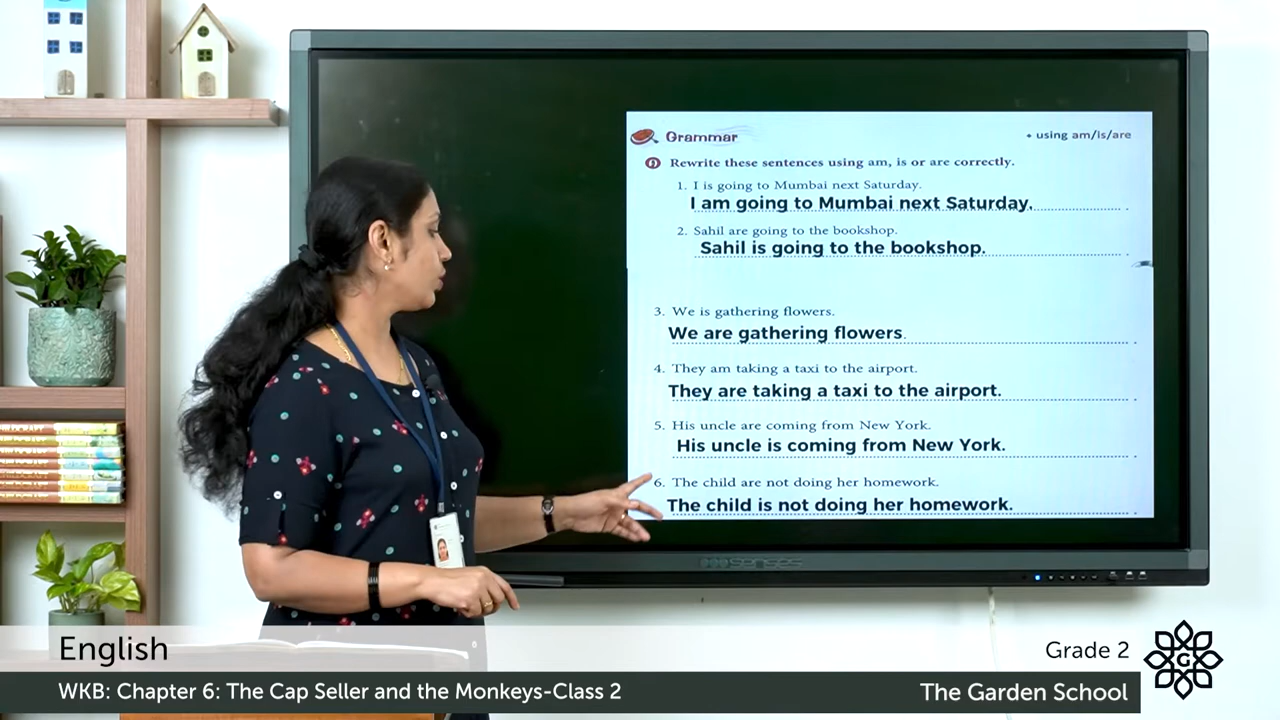 Grammar
• using am/is/are
Q Rewrite these sentences using am, is or are correctly.
1. I is going to Mumbai next Saturday.
I am going to Mumbai next Saturday.
2. Sahil are going to the bookshop.
Sahil is going to the bookshop.
3. We is gathering flowers.
We are gathering flowers.
4. They am taking a taxi to the airport.
They are taking a taxi to the airport.
5. His uncle are coming from New York.
His uncle is coming from New York.
6. The child are not doing her homework.
The child is not doing her homework.
English
Grade 2
G
WKB: Chapter 6: The Cap Seller and the Monkeys-Class 2
The Garden School